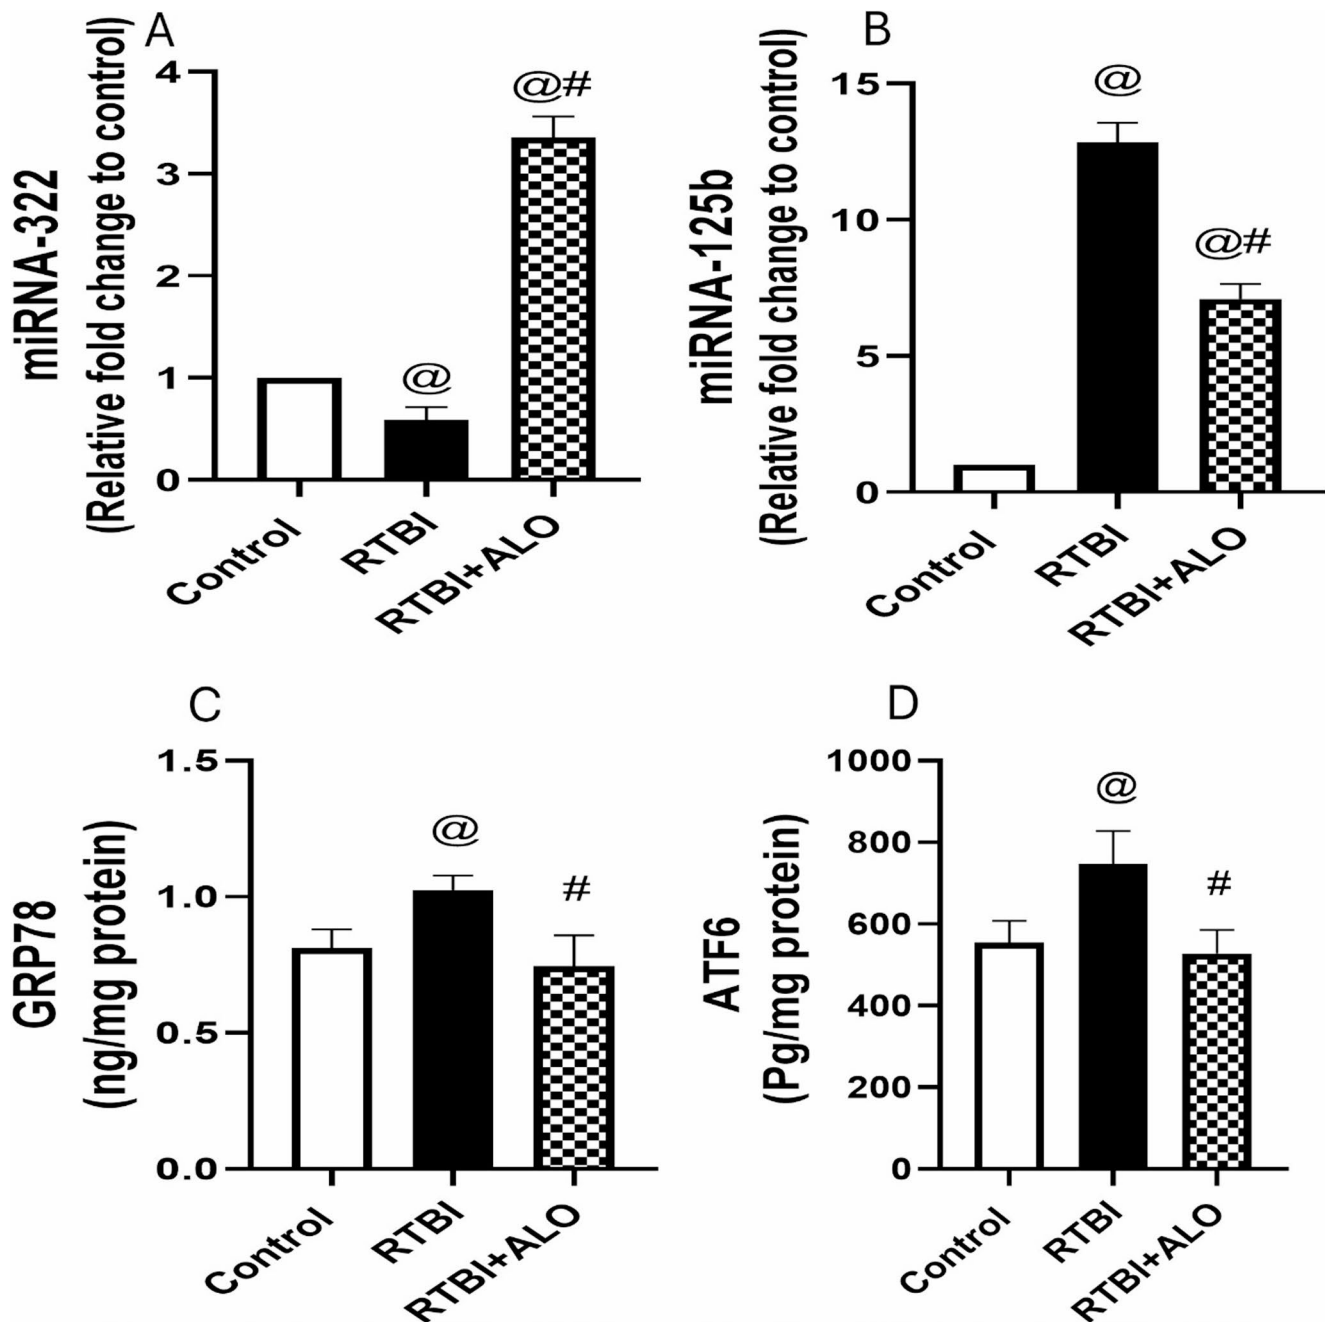 A
miRNA-322
(Relative fold change to control)
4
3
2
1
0
@
@#
Control
RTBI
RTBI+ALO
B
miRNA-125b
(Relative fold change to control)
15
10
5
0
@
@#
Control
RTBI
RTBI+ALO
C
GRP78
(ng/mg protein)
1.5
1.0
0.5
0.0
@
#
Control
RTBI
RTBI+ALO
D
ATF6
(Pg/mg protein)
1000
800
600
400
200
0
@
#
Control
RTBI
RTBI+ALO